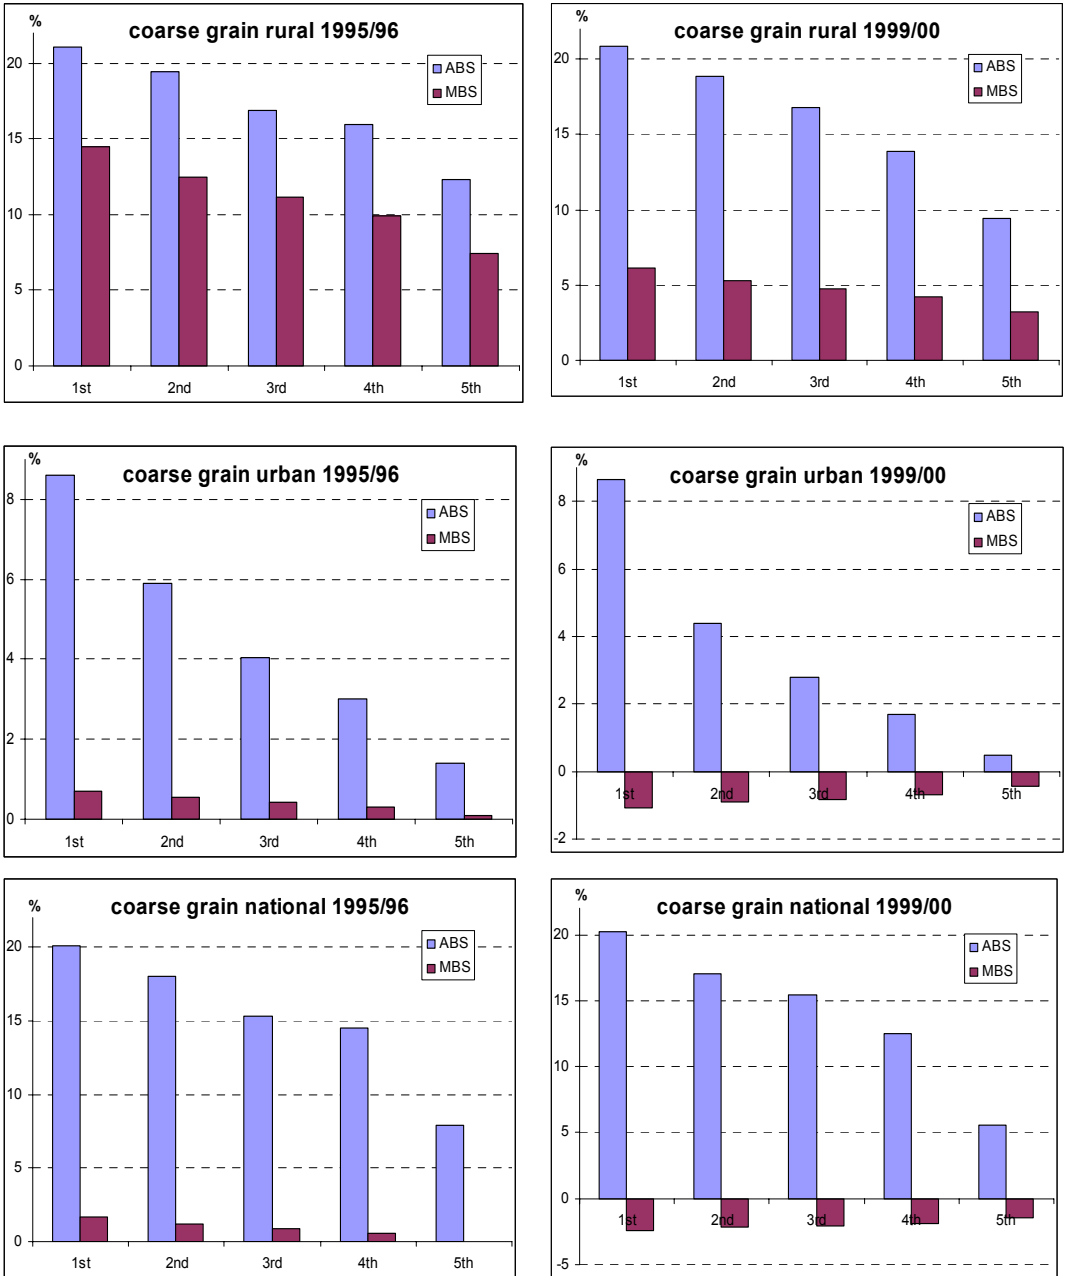 %
coarse grain rural 1995/96
ABS
MBS
20
15
10
5
0
1st 2nd 3rd 4th 5th
%
coarse grain rural 1999/00
ABS
MBS
20
15
10
5
0
1st 2nd 3rd 4th 5th
%
coarse grain urban 1995/96
ABS
MBS
8
6
4
2
0
1st 2nd 3rd 4th 5th
%
coarse grain urban 1999/00
ABS
MBS
8
6
4
2
0
1st 2nd 3rd 4th 5th
-2
%
coarse grain national 1995/96
ABS
MBS
20
15
10
5
0
1st 2nd 3rd 4th 5th
%
coarse grain national 1999/00
ABS
MBS
20
15
10
5
0
1st 2nd 3rd 4th 5th
-5